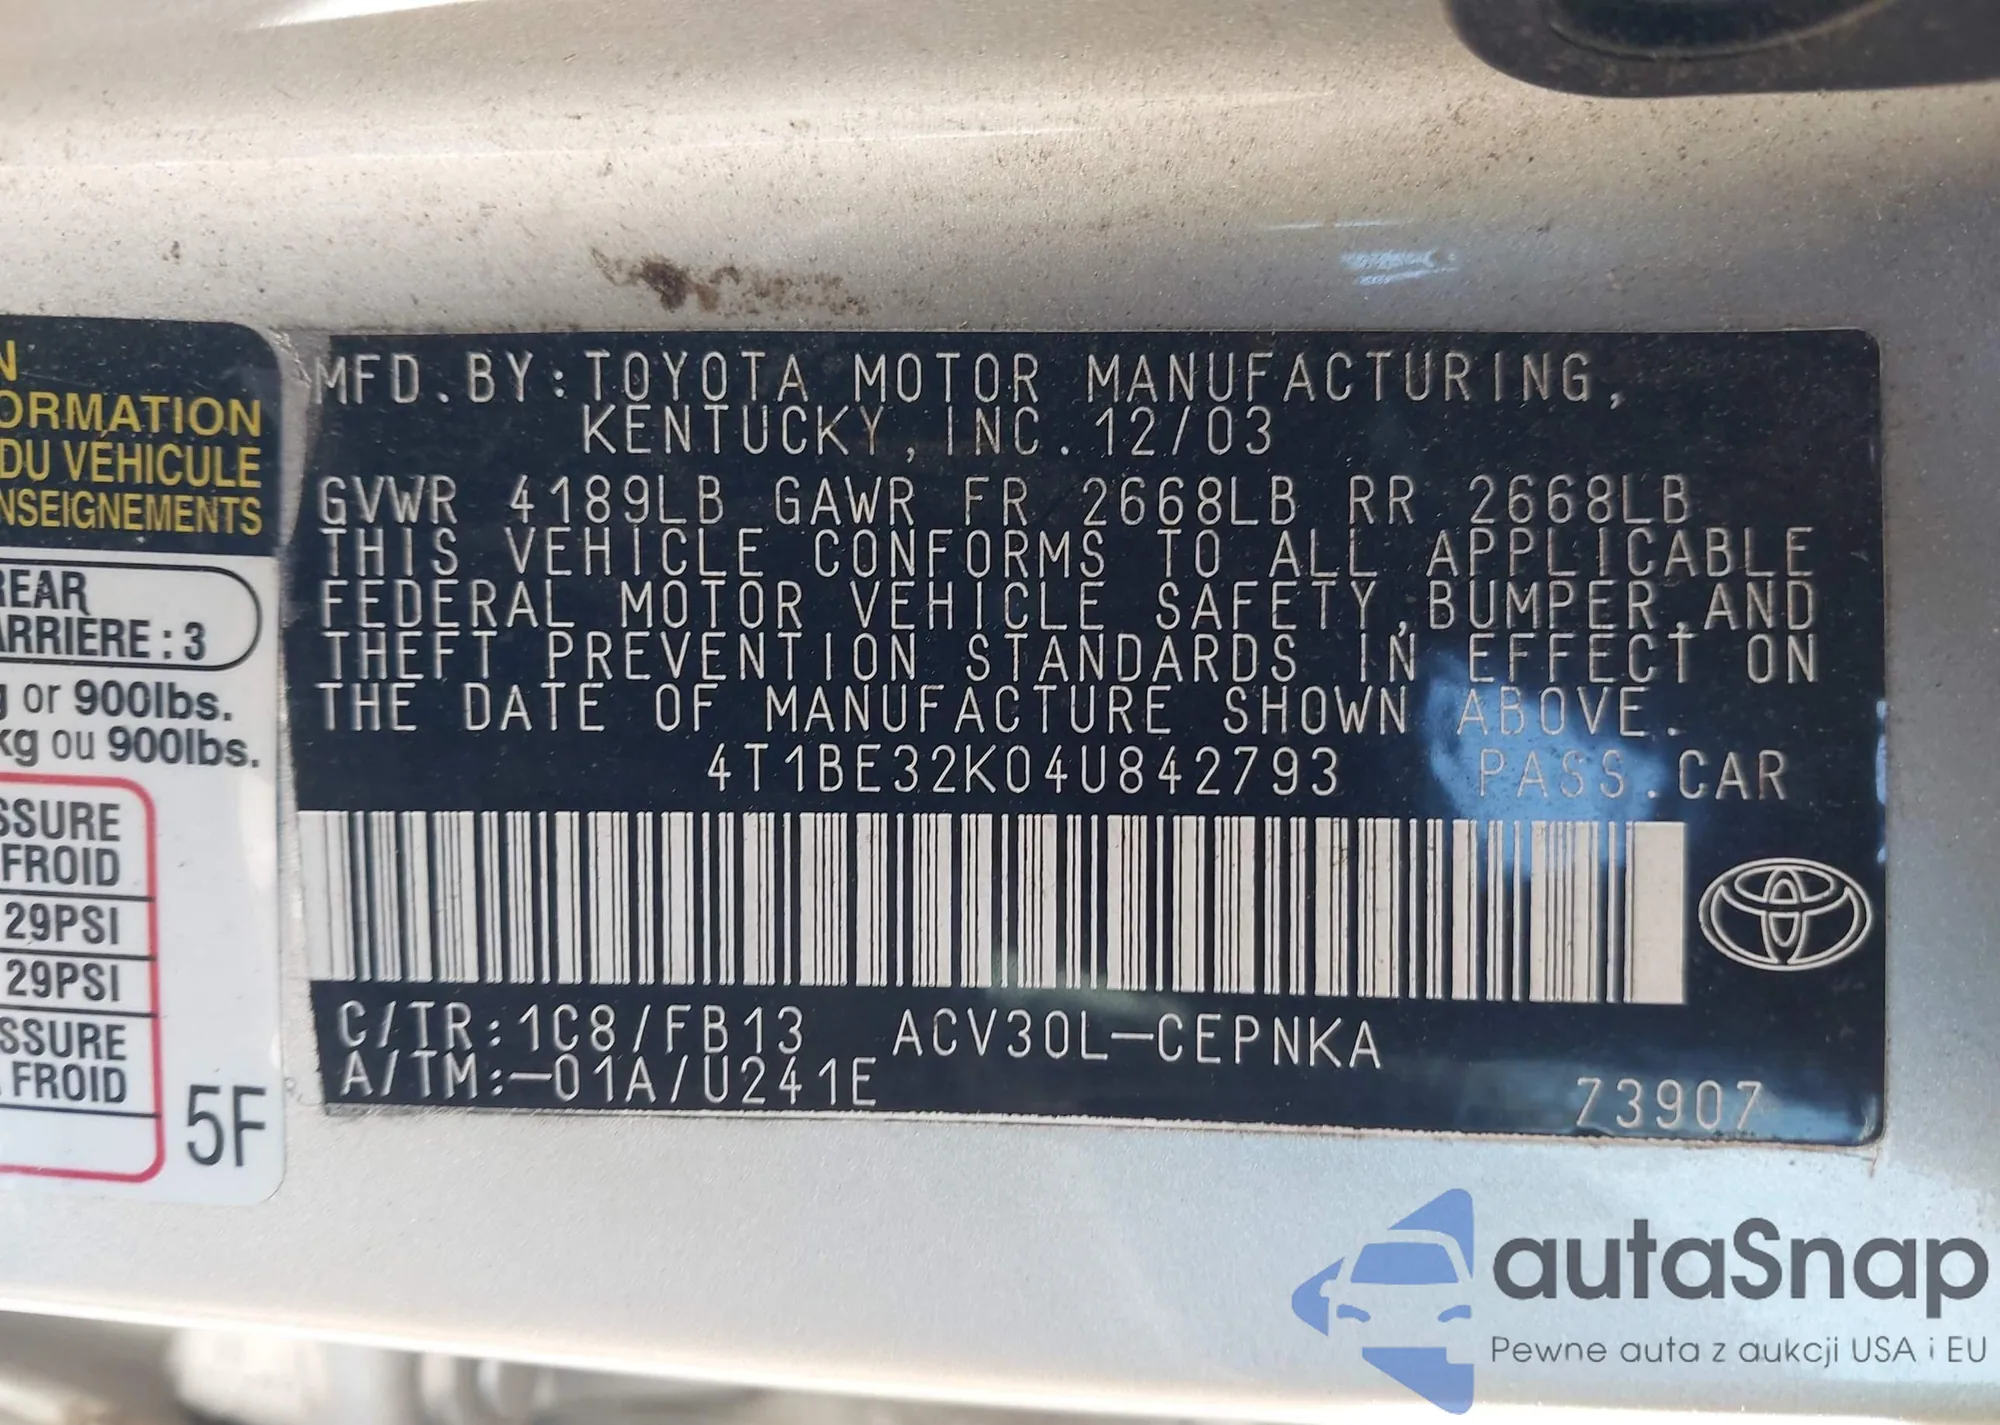 N
ORMATION
DU VÉHICULE
NSEIGNEMENTS
REAR
ARRIÈRE : 3
g or 900lbs.
kg ou 900lbs.
SSURE
FROID
29PSI
29PSI
SSURE
FROID
5F
MFD.BY:TOYOTA MOTOR MANUFACTURING,
KENTUCKY,INC.12/03
GVWR 4189LB GAWR FR 2668LB RR 2668LB
THIS VEHICLE CONFORMS TO ALL APPLICABLE
FEDERAL MOTOR VEHICLE SAFETY,BUMPER,AND
THEFT PREVENTION STANDARDS IN EFFECT ON
THE DATE OF MANUFACTURE SHOWN ABOVE.
4T1BE32K04U842793 PASS.CAR
C/TR:1C8/FB13 ACV30L-CEPNKA
A/TM:-01A/U241E
73907
autaSnap
Pewne auta z aukcji USA i EU